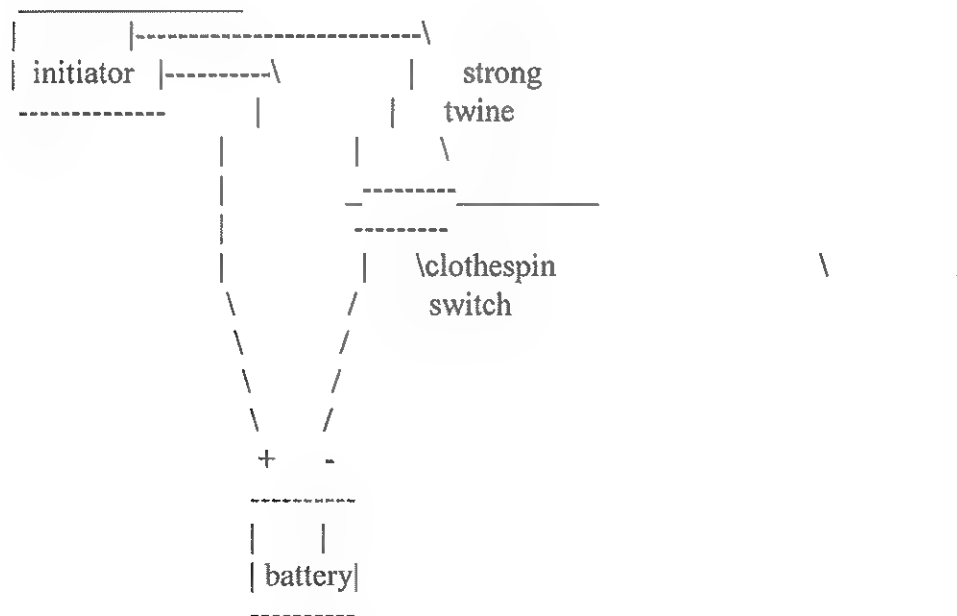 initiator strong
twine
clothespin
switch
+ -
battery